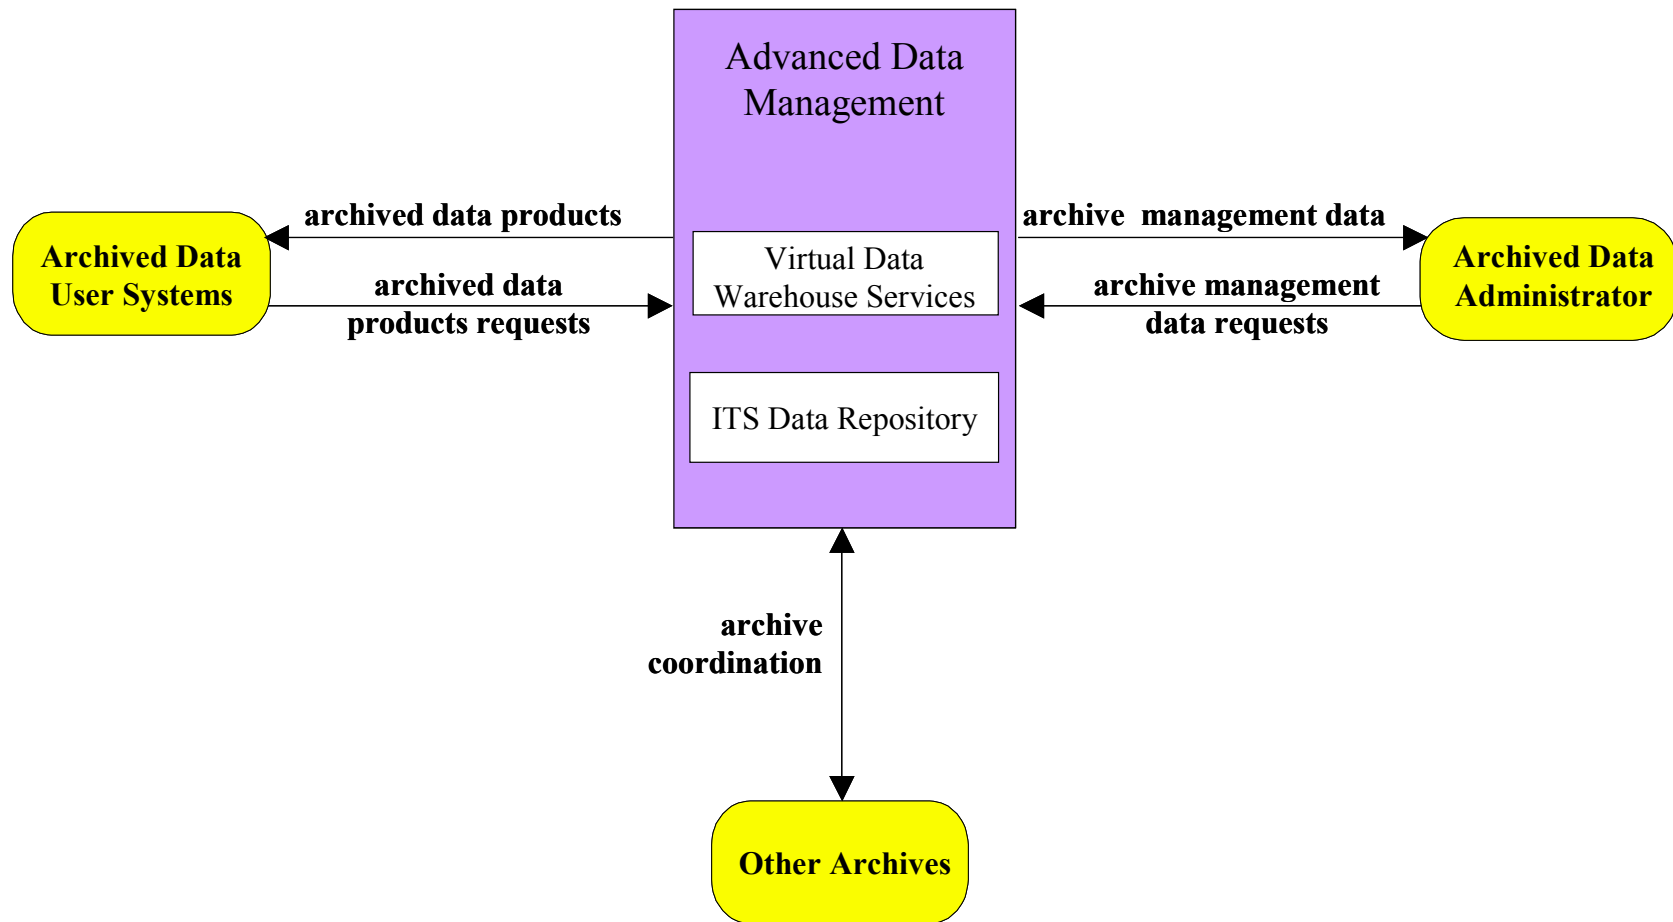 Advanced Data
Management
archived data products
archive management data
Archived Data
User Systems
Virtual Data
Warehouse Services
Archived Data
Administrator
archived data
products requests
archive management
data requests
ITS Data Repository
archive
coordination
Other Archives